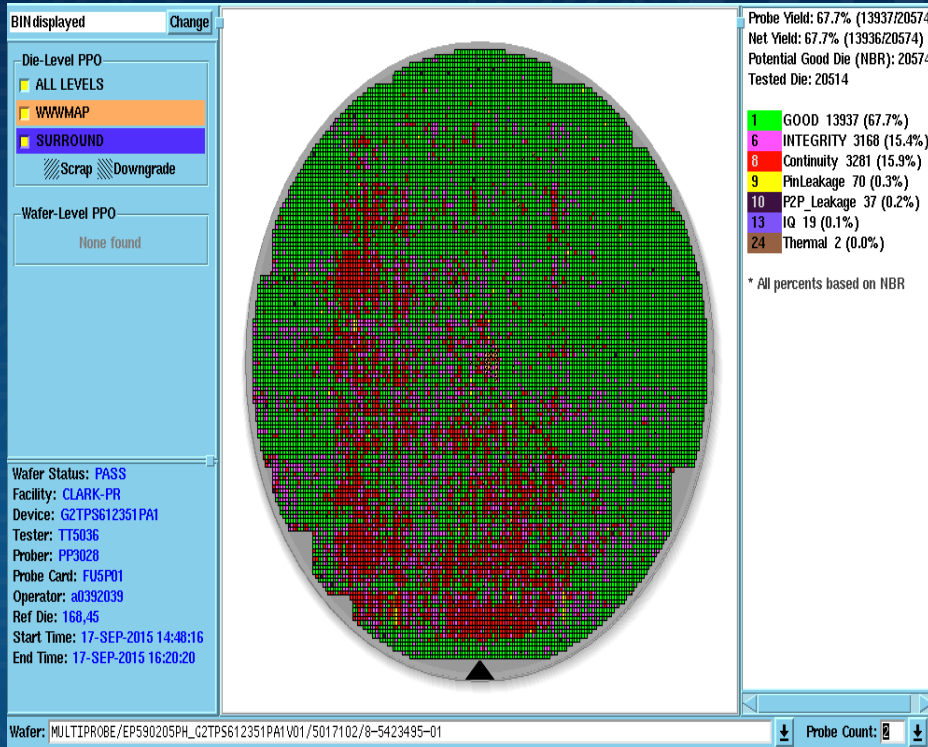 BIN displayed
Change
Die-Level PPO
ALL LEVELS
WWWMAP
SURROUND
Scrap Downgrade
Wafer-Level PPO
None found
Wafer Status: PASS
Facility: CLARK-PR
Device: G2TPS612351PA1
Tester: TT5036
Prober: PP3028
Probe Card: FU5P01
Operator: a0392039
Ref Die: 168,45
Start Time: 17-SEP-2015 14:48:16
End Time: 17-SEP-2015 16:20:20
Probe Yield: 67.7% (13937/20574
Net Yield: 67.7% (13936/20574)
Potential Good Die (NBR): 20574
Tested Die: 20514
1 GOOD 13937 (67.7%)
6 INTEGRITY 3168 (15.4%)
8 Continuity 3281 (15.9%)
9 PinLeakage 70 (0.3%)
10 P2P_Leakage 37 (0.2%)
13 IQ 19 (0.1%)
24 Thermal 2 (0.0%)
* All percents based on NBR
Wafer: MULTIPROBE/EP590205PH_G2TPS612351PA1V01/5017102/8-5423495-01
Probe Count: 2